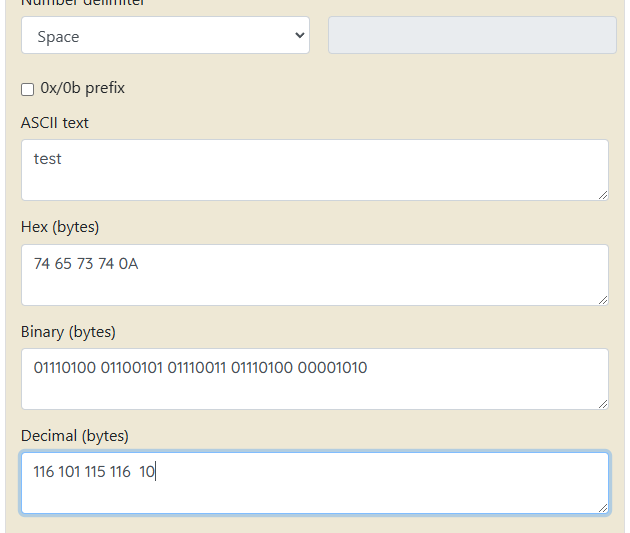 Number delimiter
Space
0x/0b prefix
ASCII text
test
Hex (bytes)
74 65 73 74 0A
Binary (bytes)
01110100 01100101 01110011 01110100 00001010
Decimal (bytes)
116 101 115 116  10